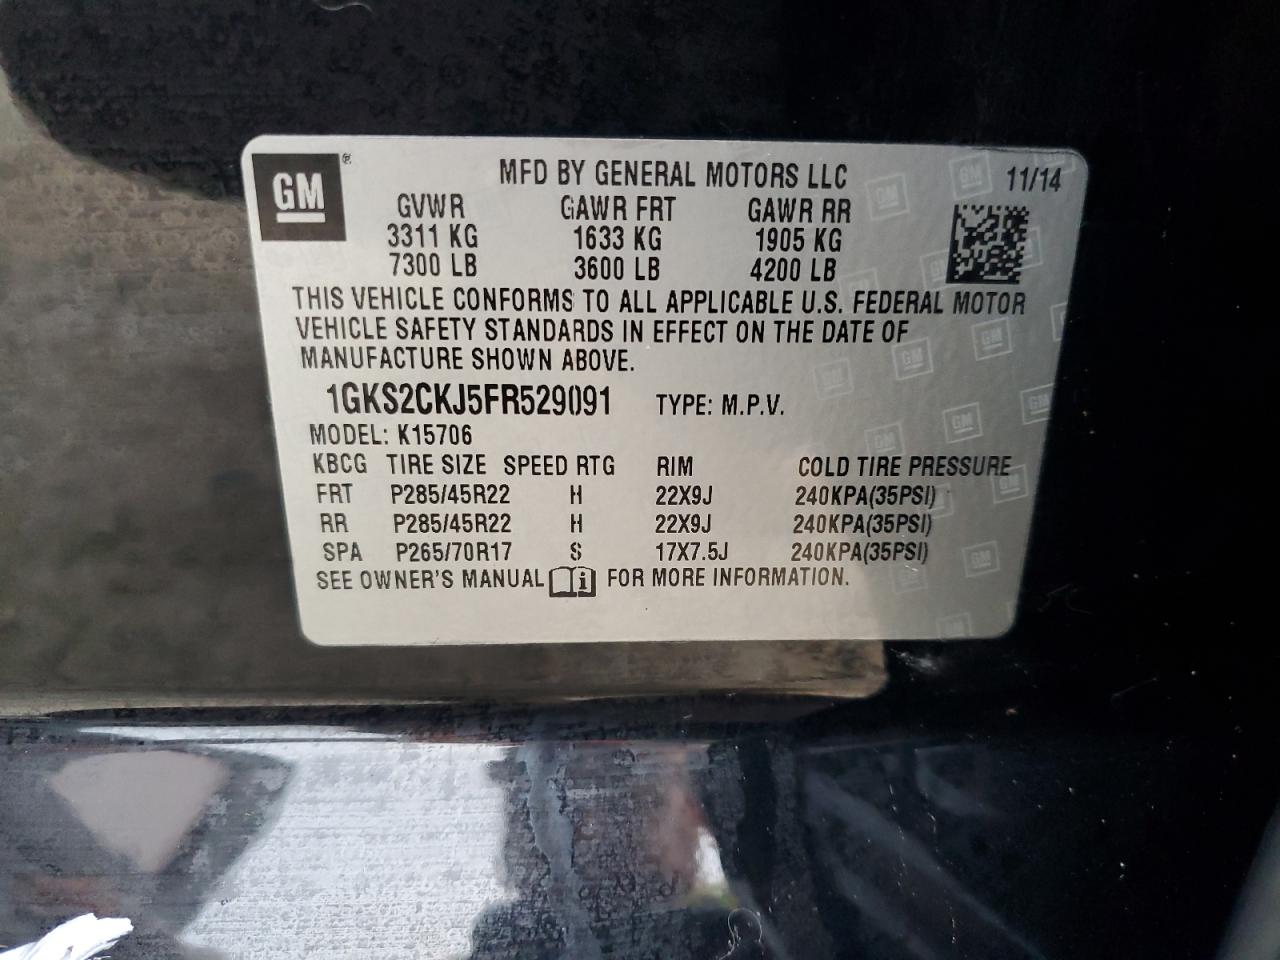 GM®
MFD BY GENERAL MOTORS LLC 11/14
GVWR GAWR FRT GAWR RR
3311 KG 1633 KG 1905 KG
7300 LB 3600 LB 4200 LB
THIS VEHICLE CONFORMS TO ALL APPLICABLE U.S. FEDERAL MOTOR
VEHICLE SAFETY STANDARDS IN EFFECT ON THE DATE OF
MANUFACTURE SHOWN ABOVE.
1GKS2CKJ5FR529091 TYPE: M.P.V.
MODEL: K15706
KBCG TIRE SIZE SPEED RTG RIM COLD TIRE PRESSURE
FRT P285/45R22 H 22X9J 240KPA(35PSI)
RR P285/45R22 H 22X9J 240KPA(35PSI)
SPA P265/70R17 S 17X7.5J 240KPA(35PSI)
SEE OWNER'S MANUAL i FOR MORE INFORMATION.